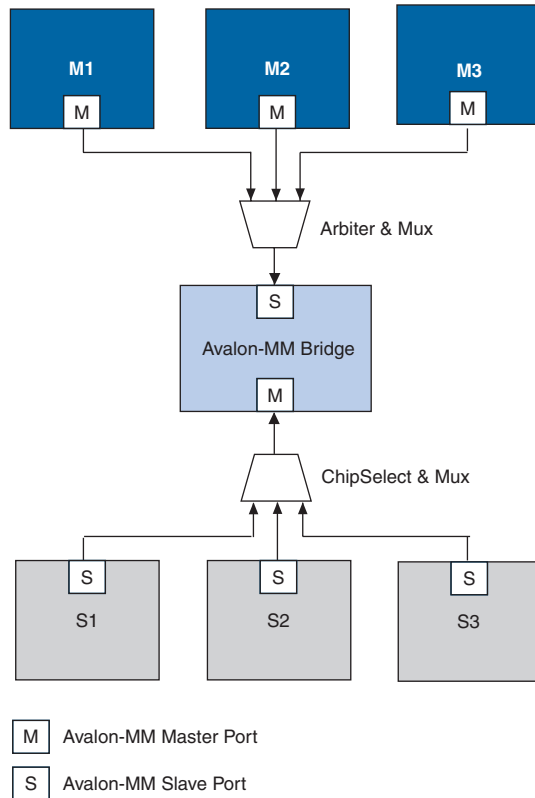 M1
M2
M3
M
M
M
Arbiter & Mux
S
Avalon-MM Bridge
M
ChipSelect & Mux
S
S
S
S1
S2
S3
M Avalon-MM Master Port
S Avalon-MM Slave Port